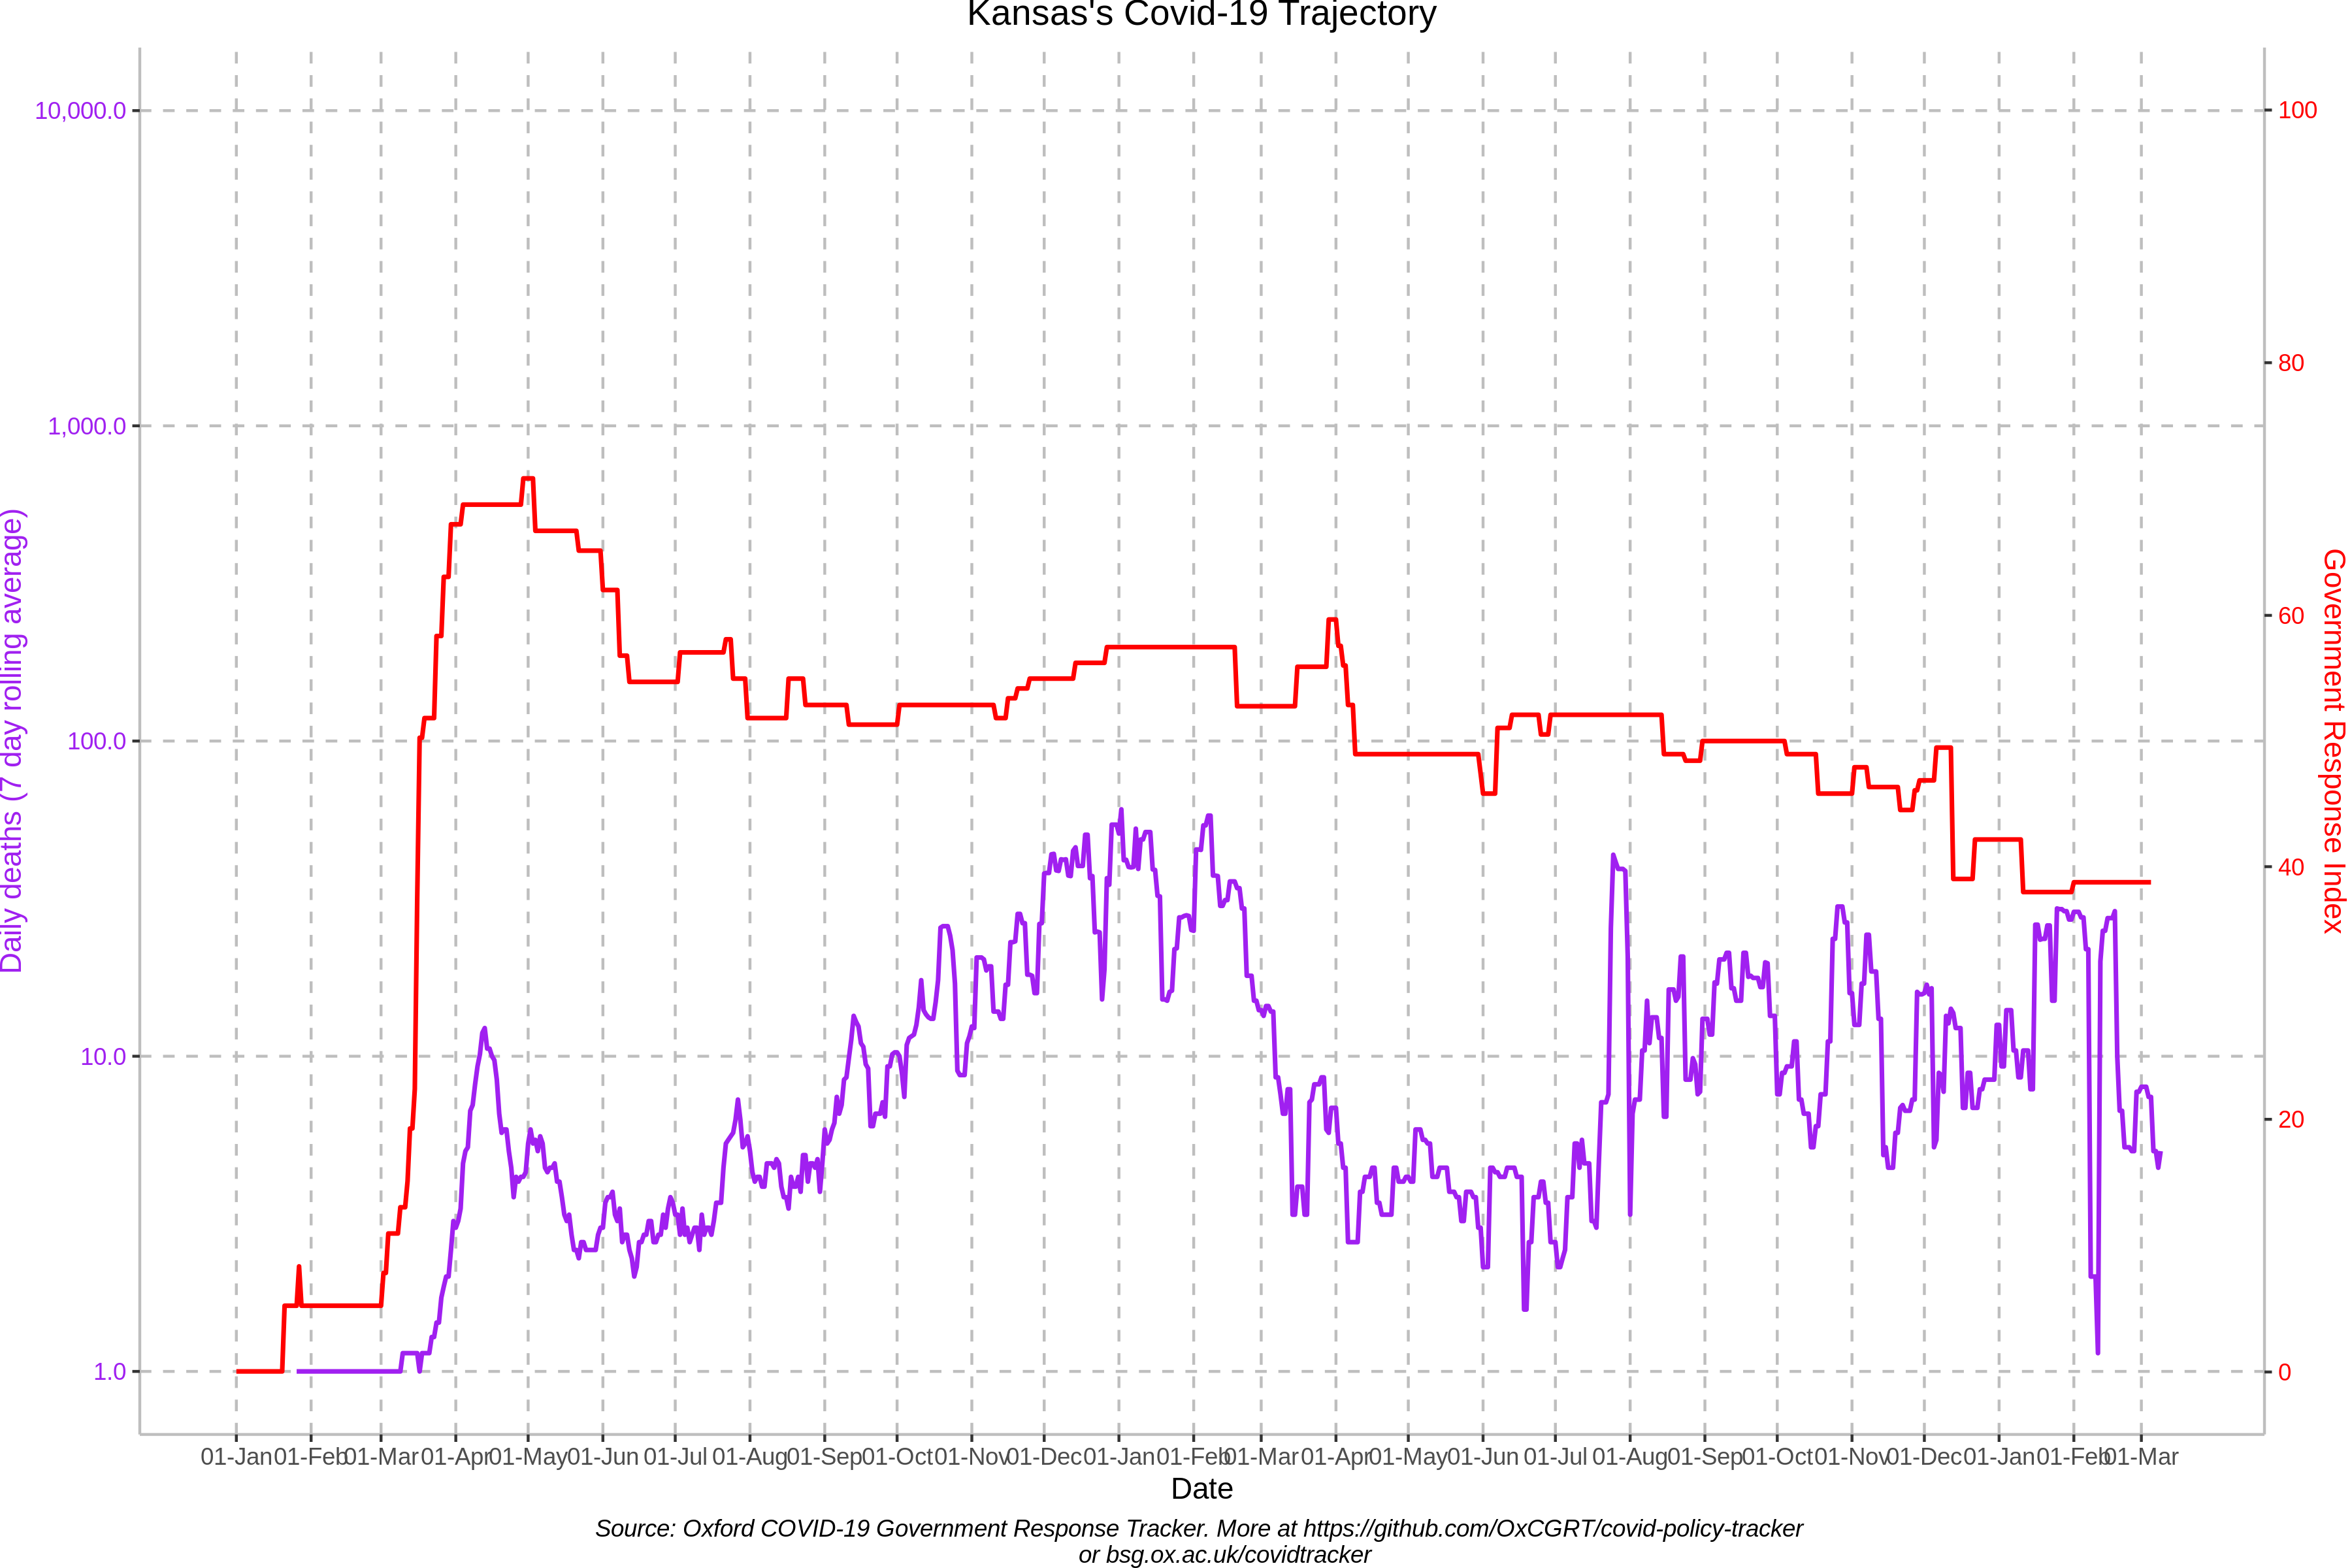 Kansas's Covid-19 Trajectory
10,000.0
1,000.0
100.0
10.0
1.0
Daily deaths (7 day rolling average)
100
80
60
40
20
0
Government Response Index
01-Jan 01-Feb 01-Mar 01-Apr 01-May 01-Jun 01-Jul 01-Aug 01-Sep 01-Oct 01-Nov 01-Dec 01-Jan 01-Feb 01-Mar 01-Apr 01-May 01-Jun 01-Jul 01-Aug 01-Sep 01-Oct 01-Nov 01-Dec 01-Jan 01-Feb 01-Mar
Date
Source: Oxford COVID-19 Government Response Tracker. More at https://github.com/OxCGRT/covid-policy-tracker
or bsg.ox.ac.uk/covidtracker